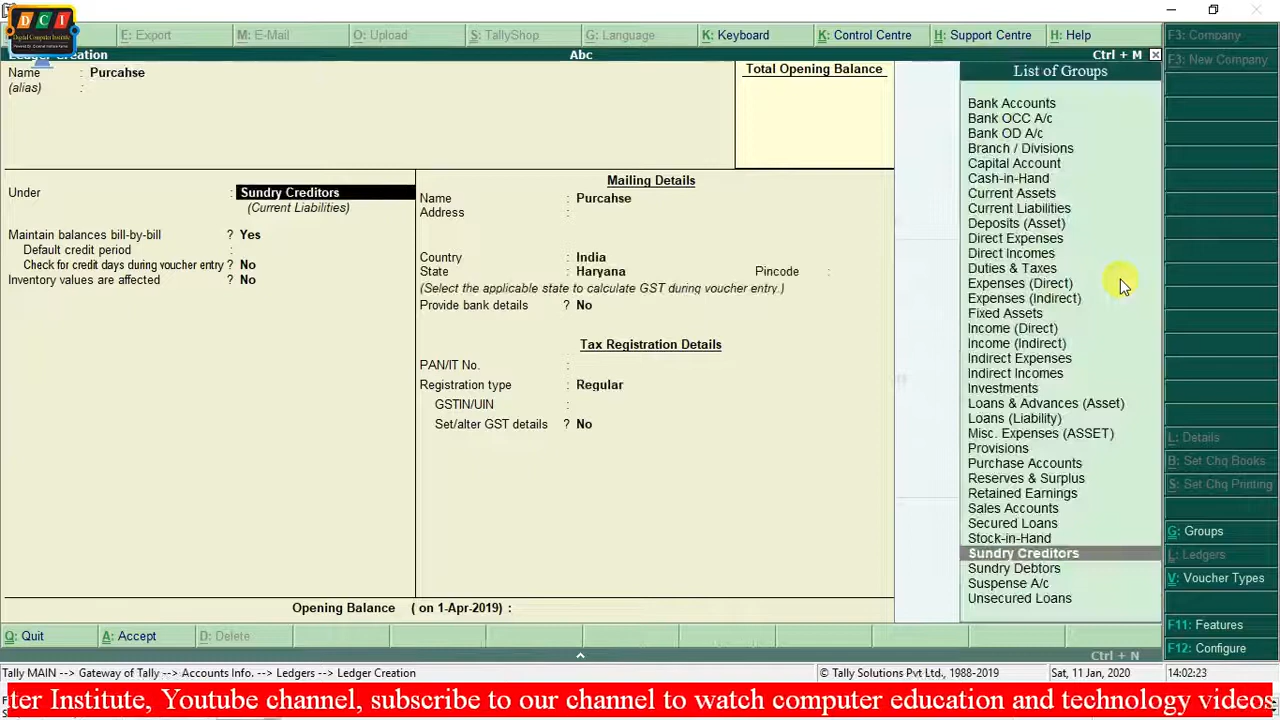 DCI
Digital Computer Institute
E: Export
M: E-Mail
O: Upload
S: TallyShop
G: Language
K: Keyboard
K: Control Centre
H: Support Centre
H: Help
F3: Company
F3: New Company
Ledger Creation
Abc
Ctrl + M
Name : Purcahse
(alias) :
Total Opening Balance
List of Groups
Under : Sundry Creditors
(Current Liabilities)
Maintain balances bill-by-bill ? Yes
Default credit period :
Check for credit days during voucher entry ? No
Inventory values are affected ? No
Mailing Details
Name : Purcahse
Address :
Country : India
State : Haryana Pincode :
(Select the applicable state to calculate GST during voucher entry.)
Provide bank details ? No
Tax Registration Details
PAN/IT No. :
Registration type : Regular
GSTIN/UIN :
Set/alter GST details ? No
Opening Balance ( on 1-Apr-2019) :
Bank Accounts
Bank OCC A/c
Bank OD A/c
Branch / Divisions
Capital Account
Cash-in-Hand
Current Assets
Current Liabilities
Deposits (Asset)
Direct Expenses
Direct Incomes
Duties & Taxes
Expenses (Direct)
Expenses (Indirect)
Fixed Assets
Income (Direct)
Income (Indirect)
Indirect Expenses
Indirect Incomes
Investments
Loans & Advances (Asset)
Loans (Liability)
Misc. Expenses (ASSET)
Provisions
Purchase Accounts
Reserves & Surplus
Retained Earnings
Sales Accounts
Secured Loans
Stock-in-Hand
Sundry Creditors
Sundry Debtors
Suspense A/c
Unsecured Loans
L: Details
B: Set Chq Books
S: Set Chq Printing
G: Groups
L: Ledgers
V: Voucher Types
F11: Features
F12: Configure
Q: Quit
A: Accept
D: Delete
Ctrl + N
Tally MAIN --> Gateway of Tally --> Accounts Info. --> Ledgers --> Ledger Creation
© Tally Solutions Pvt Ltd., 1988-2019
Sat, 11 Jan, 2020
14:02:23
ter Institute, Youtube channel, subscribe to our channel to watch computer education and technology videos